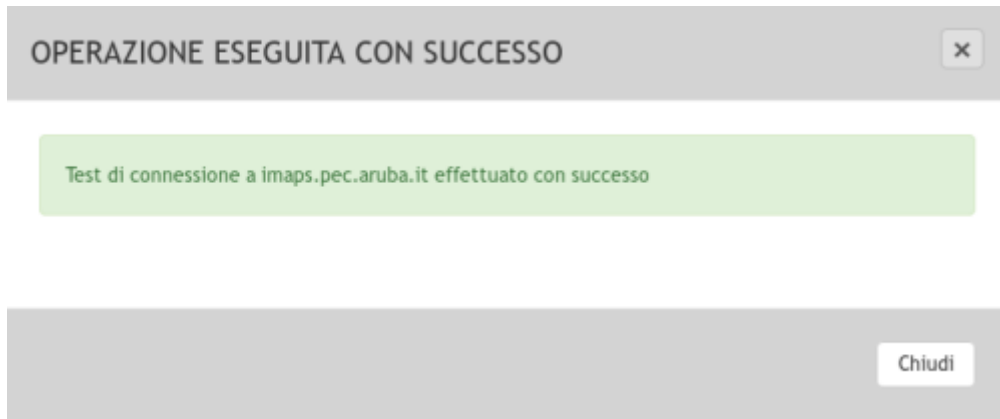 OPERAZIONE ESEGUITA CON SUCCESSO
×
Test di connessione a imaps.pec.aruba.it effettuato con successo
Chiudi